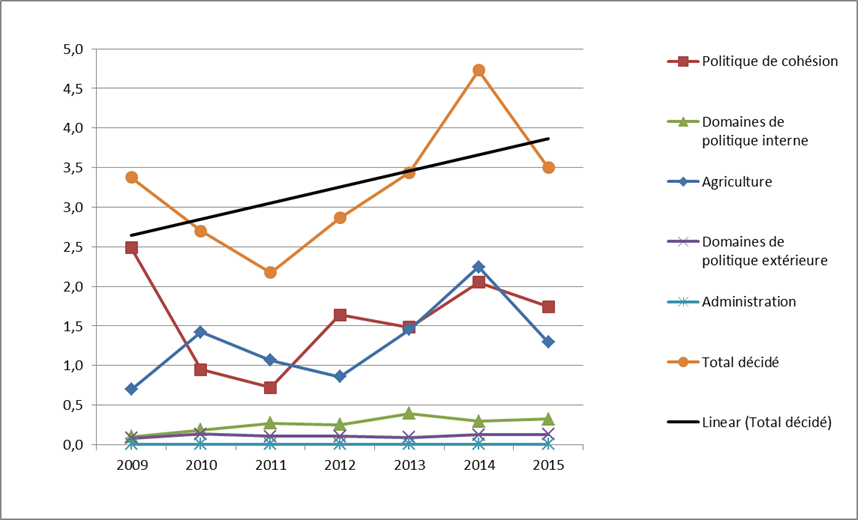 5,0
4,5
4,0
3,5
3,0
2,5
2,0
1,5
1,0
0,5
0,0
2009 2010 2011 2012 2013 2014 2015
Politique de cohésion
Domaines de
politique interne
Agriculture
Domaines de
politique extérieure
Administration
Total décidé
Linear (Total décidé)